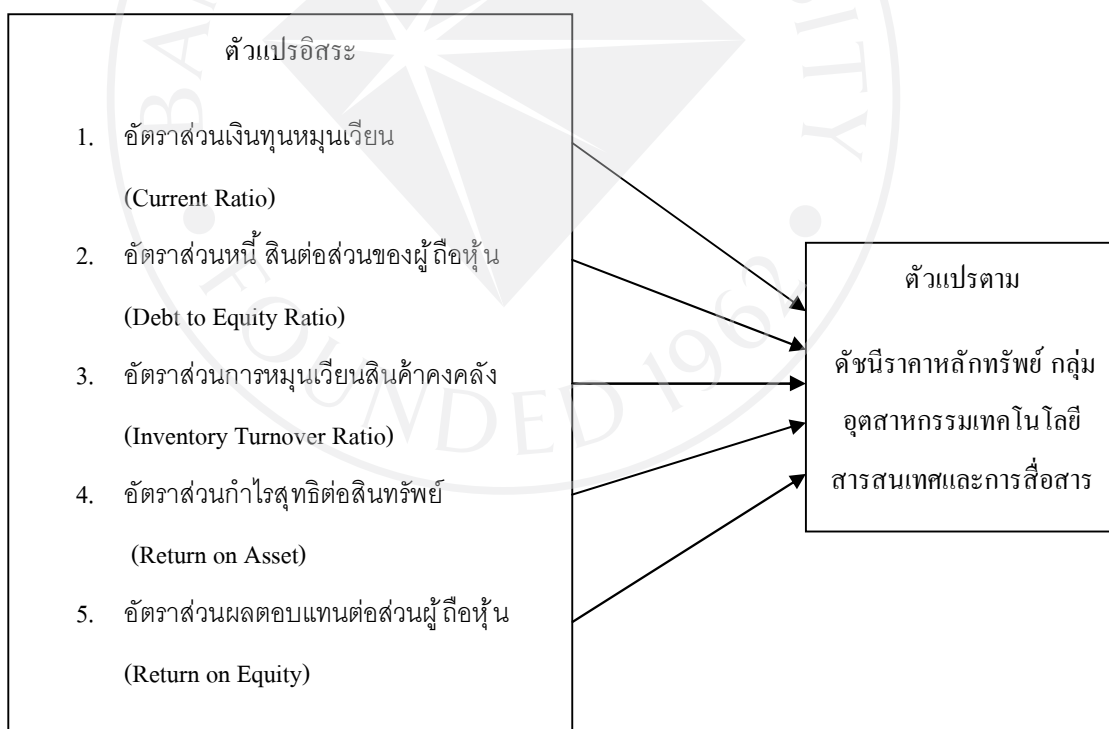 ตัวแปรอิสระ
1. อัตราส่วนเงินทุนหมุนเวียน
(Current Ratio)
2. อัตราส่วนหนี้ สินต่อส่วนของผู้ ถือหุ้น
(Debt to Equity Ratio)
3. อัตราส่วนการหมุนเวียนสินค้าคงคลัง
(Inventory Turnover Ratio)
4. อัตราส่วนกำไรสุทธิต่อสินทรัพย์
(Return on Asset)
5. อัตราส่วนผลตอบแทนต่อส่วนผู้ ถือหุ้น
(Return on Equity)
ตัวแปรตาม
ดัชนีราคาหลักทรัพย์ กลุ่ม
อุตสาหกรรมเทคโนโลยี
สารสนเทศและการสื่อสาร
FOUNDED 1962